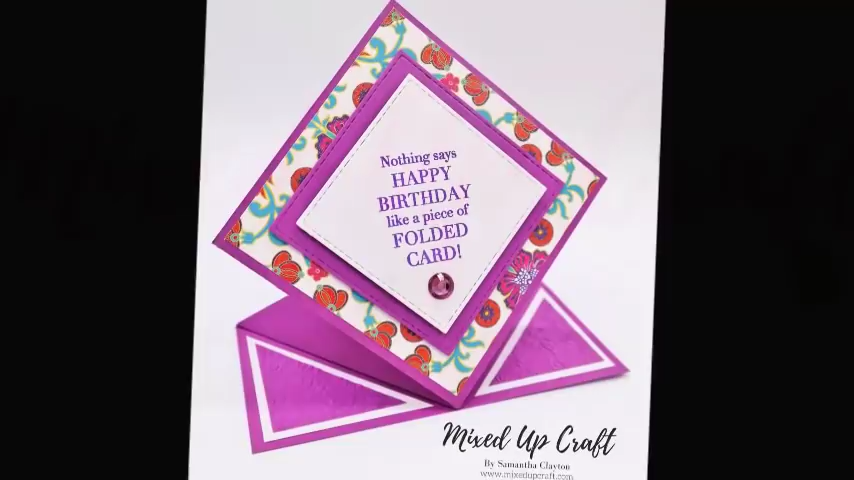 Nothing says
HAPPY
BIRTHDAY
like a piece of
FOLDED
CARD!
Mixed Up Craft
By Samantha Clayton
www.mixedupcraft.com